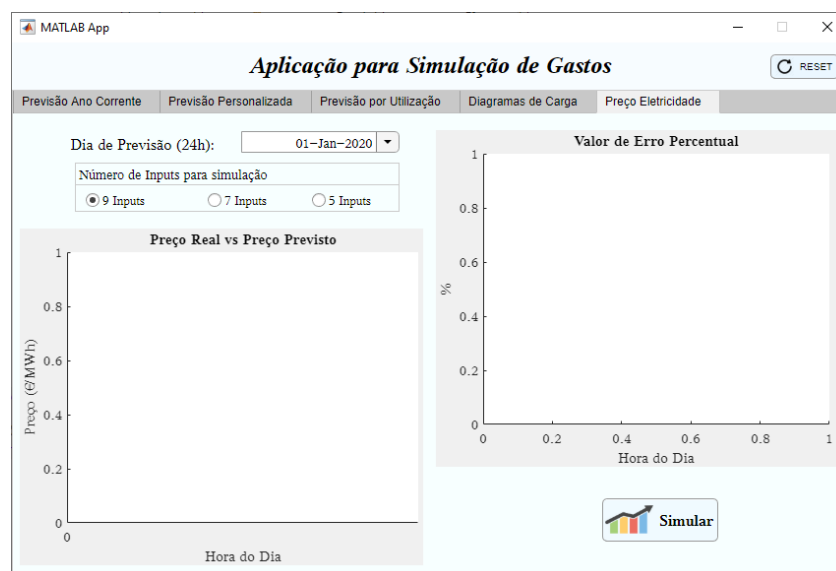 MATLAB App
Aplicação para Simulação de Gastos
RESET
Previsão Ano Corrente
Previsão Personalizada
Previsão por Utilização
Diagramas de Carga
Preço Eletricidade
Dia de Previsão (24h):
01-Jan-2020
Número de Inputs para simulação
9 Inputs
7 Inputs
5 Inputs
Preço Real vs Preço Previsto
1
0.8
0.6
0.4
0.2
0
0
Preço (€/MWh)
Hora do Dia
Valor de Erro Percentual
1
0.8
0.6
0.4
0.2
0
%
0 0.2 0.4 0.6 0.8 1
Hora do Dia
Simular